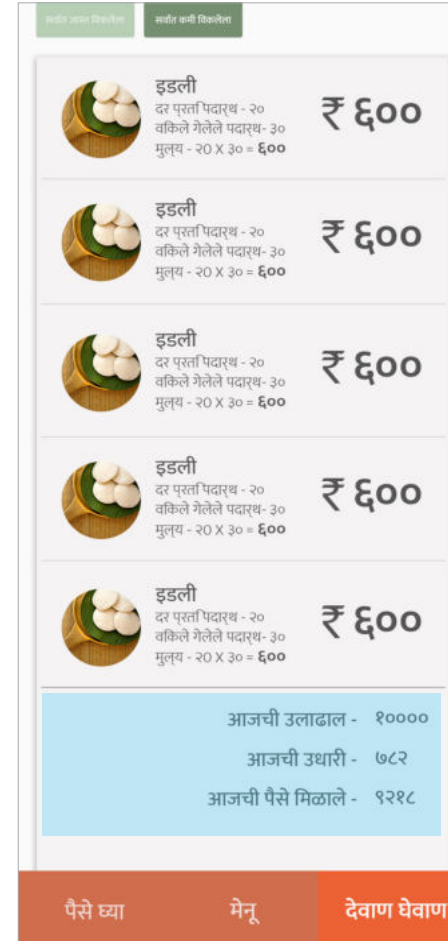 सर्वात जास्त विकलेला
सर्वात कमी विकलेला
इडली
दर प्रतिपदार्थ - २०
विकले गेलेले पदार्थ- ३०
मुल्य - २० X ३० = ६००
₹ ६००
इडली
दर प्रतिपदार्थ - २०
विकले गेलेले पदार्थ- ३०
मुल्य - २० X ३० = ६००
₹ ६००
इडली
दर प्रतिपदार्थ - २०
विकले गेलेले पदार्थ- ३०
मुल्य - २० X ३० = ६००
₹ ६००
इडली
दर प्रतिपदार्थ - २०
विकले गेलेले पदार्थ- ३०
मुल्य - २० X ३० = ६००
₹ ६००
इडली
दर प्रतिपदार्थ - २०
विकले गेलेले पदार्थ- ३०
मुल्य - २० X ३० = ६००
₹ ६००
आजची उलाढाल - १००००
आजची उधारी - ७८२
आजची पैसे मिळाले - ९२१८
पैसे घ्या
मेनू
देवाण घेवाण